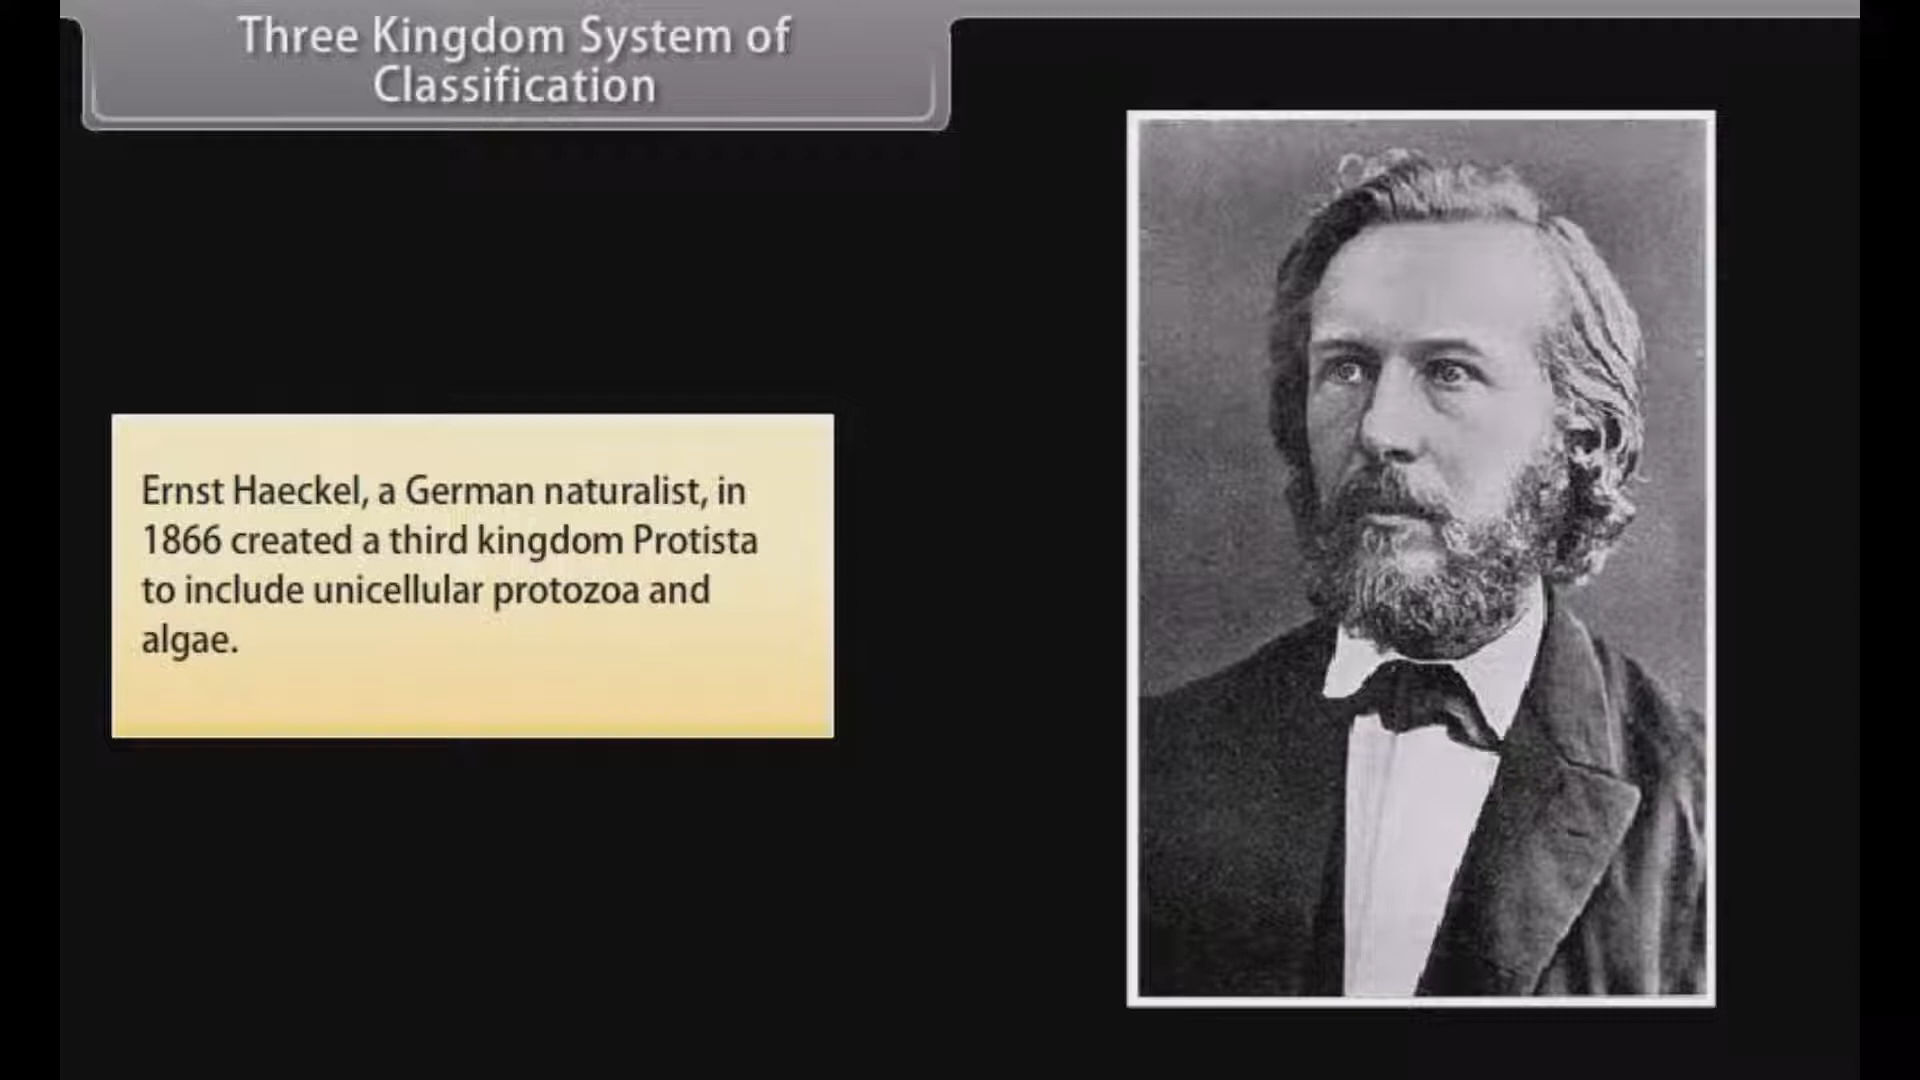 Three Kingdom System of
Classification
Ernst Haeckel, a German naturalist, in
1866 created a third kingdom Protista
to include unicellular protozoa and
algae.